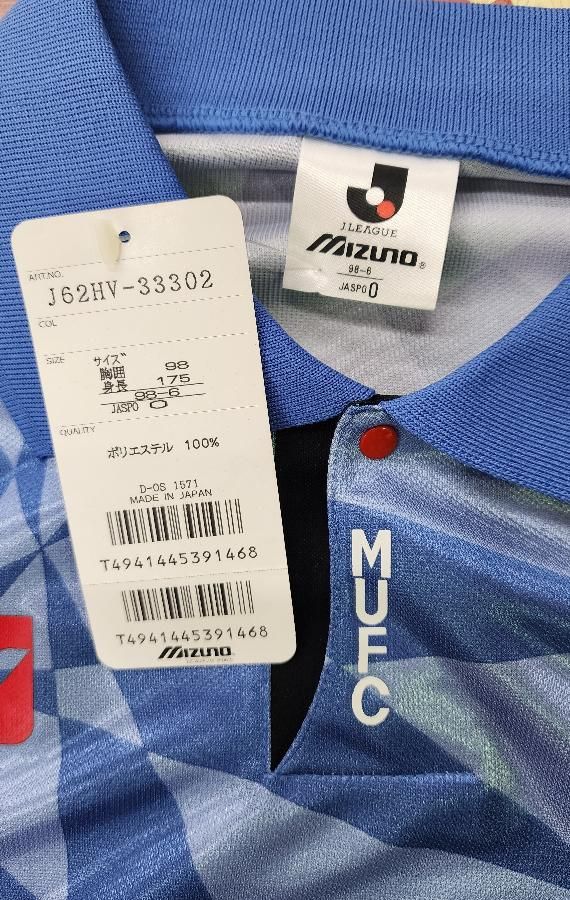 J.LEAGUE
MIZUNO®
98-6
JASPO O
ART.NO.
J62HV-33302
COL
SIZE
サイズ
胸囲 98
身長 175
98-6
JASPO O
QUALITY
ポリエステル 100%
D-OS 1571
MADE IN JAPAN
T4941445391468
T4941445391468
MIZUNO
MUFC